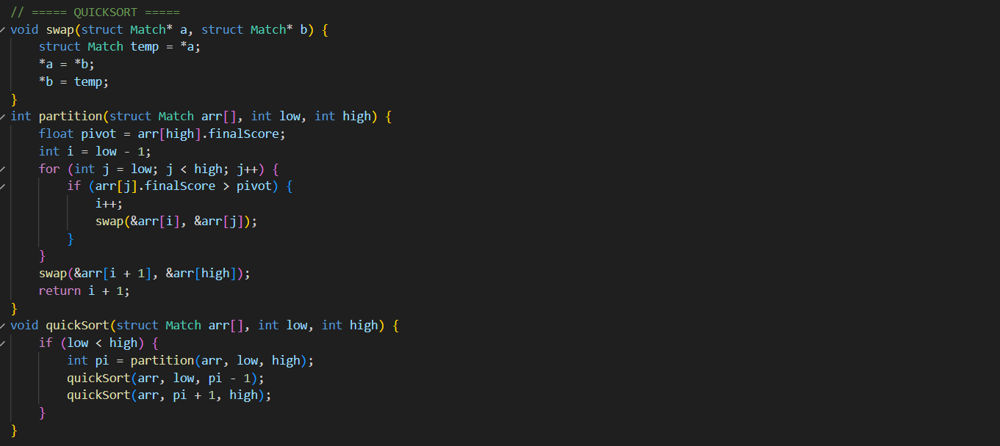 // ===== QUICKSORT =====
void swap(struct Match* a, struct Match* b) {
    struct Match temp = *a;
    *a = *b;
    *b = temp;
}
int partition(struct Match arr[], int low, int high) {
    float pivot = arr[high].finalScore;
    int i = low - 1;
    for (int j = low; j < high; j++) {
        if (arr[j].finalScore > pivot) {
            i++;
            swap(&arr[i], &arr[j]);
        }
    }
    swap(&arr[i + 1], &arr[high]);
    return i + 1;
}
void quickSort(struct Match arr[], int low, int high) {
    if (low < high) {
        int pi = partition(arr, low, high);
        quickSort(arr, low, pi - 1);
        quickSort(arr, pi + 1, high);
    }
}